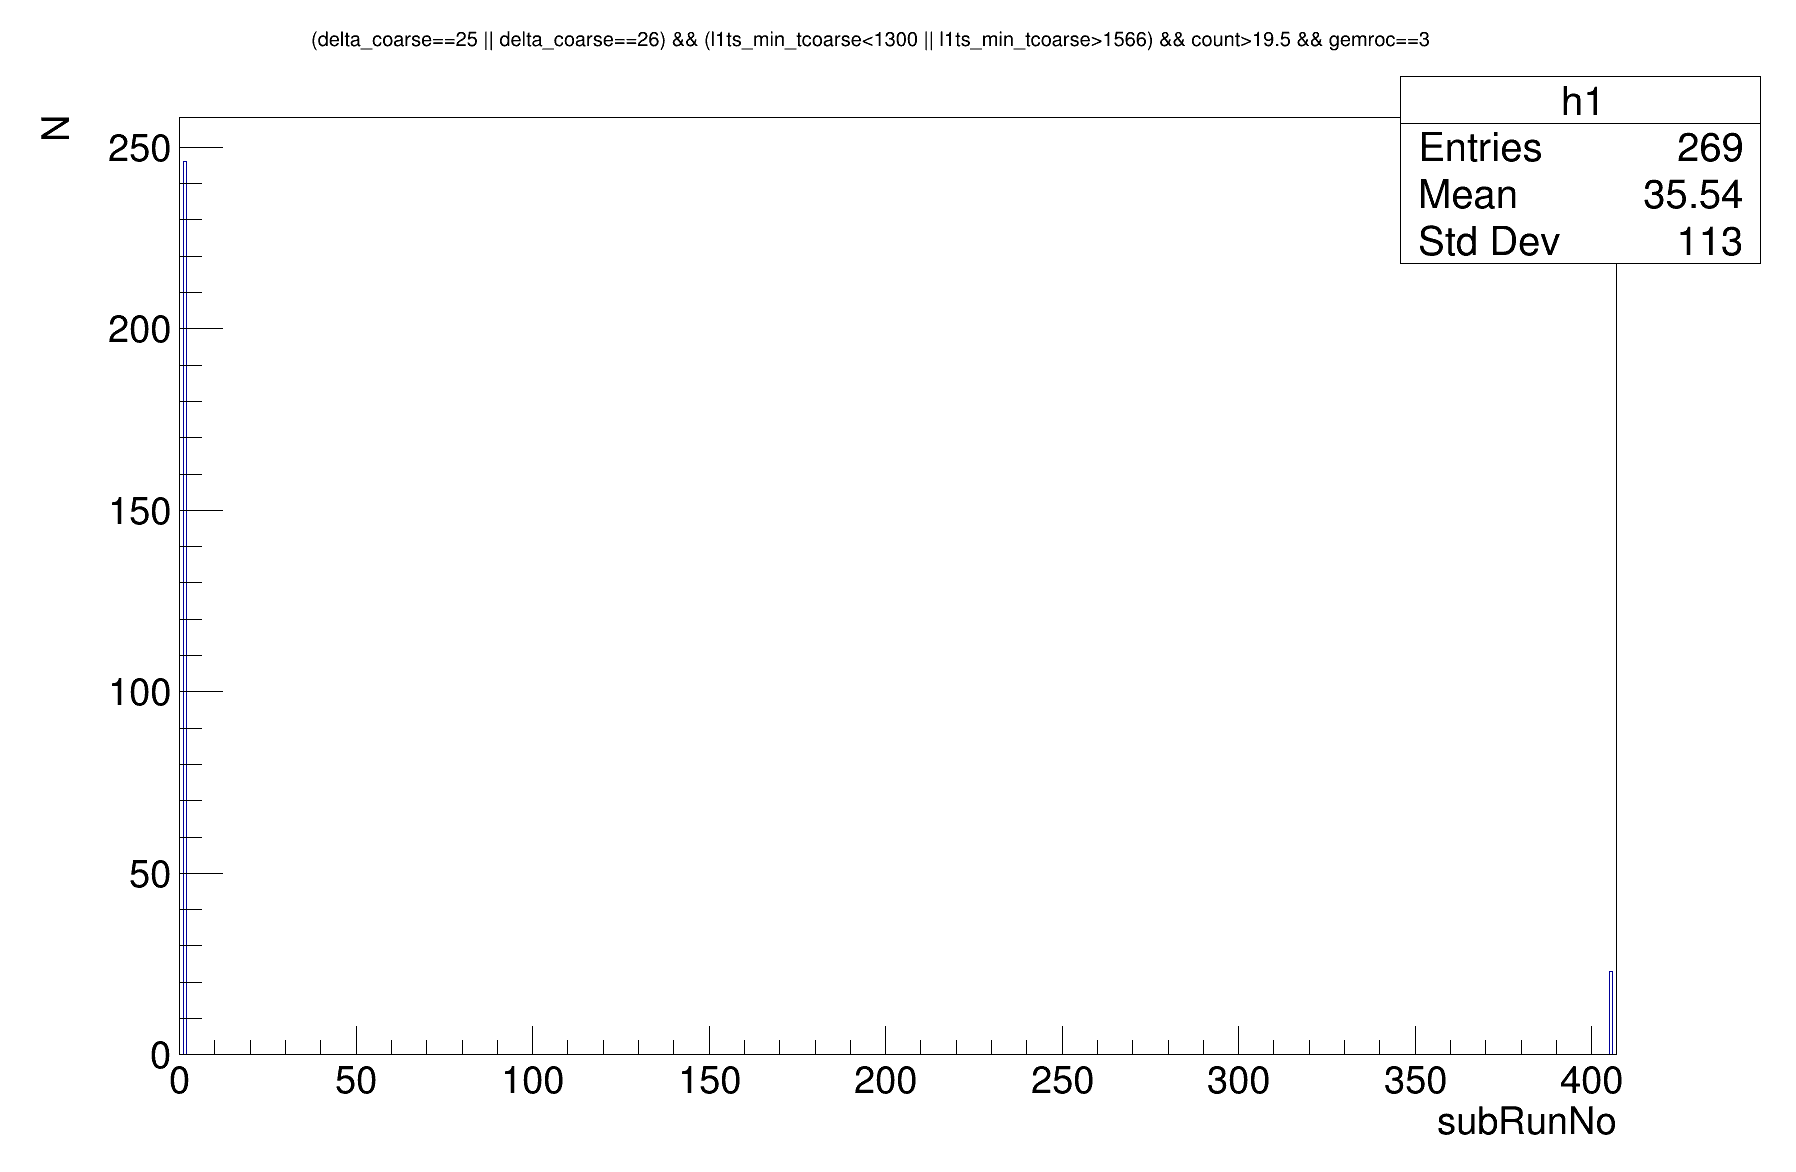 (delta_coarse==25 || delta_coarse==26) && (l1ts_min_tcoarse<1300 || l1ts_min_tcoarse>1566) && count>19.5 && gemroc==3
h1
Entries 269
Mean 35.54
Std Dev 113
N
250
200
150
100
50
0
0 50 100 150 200 250 300 350 400
subRunNo